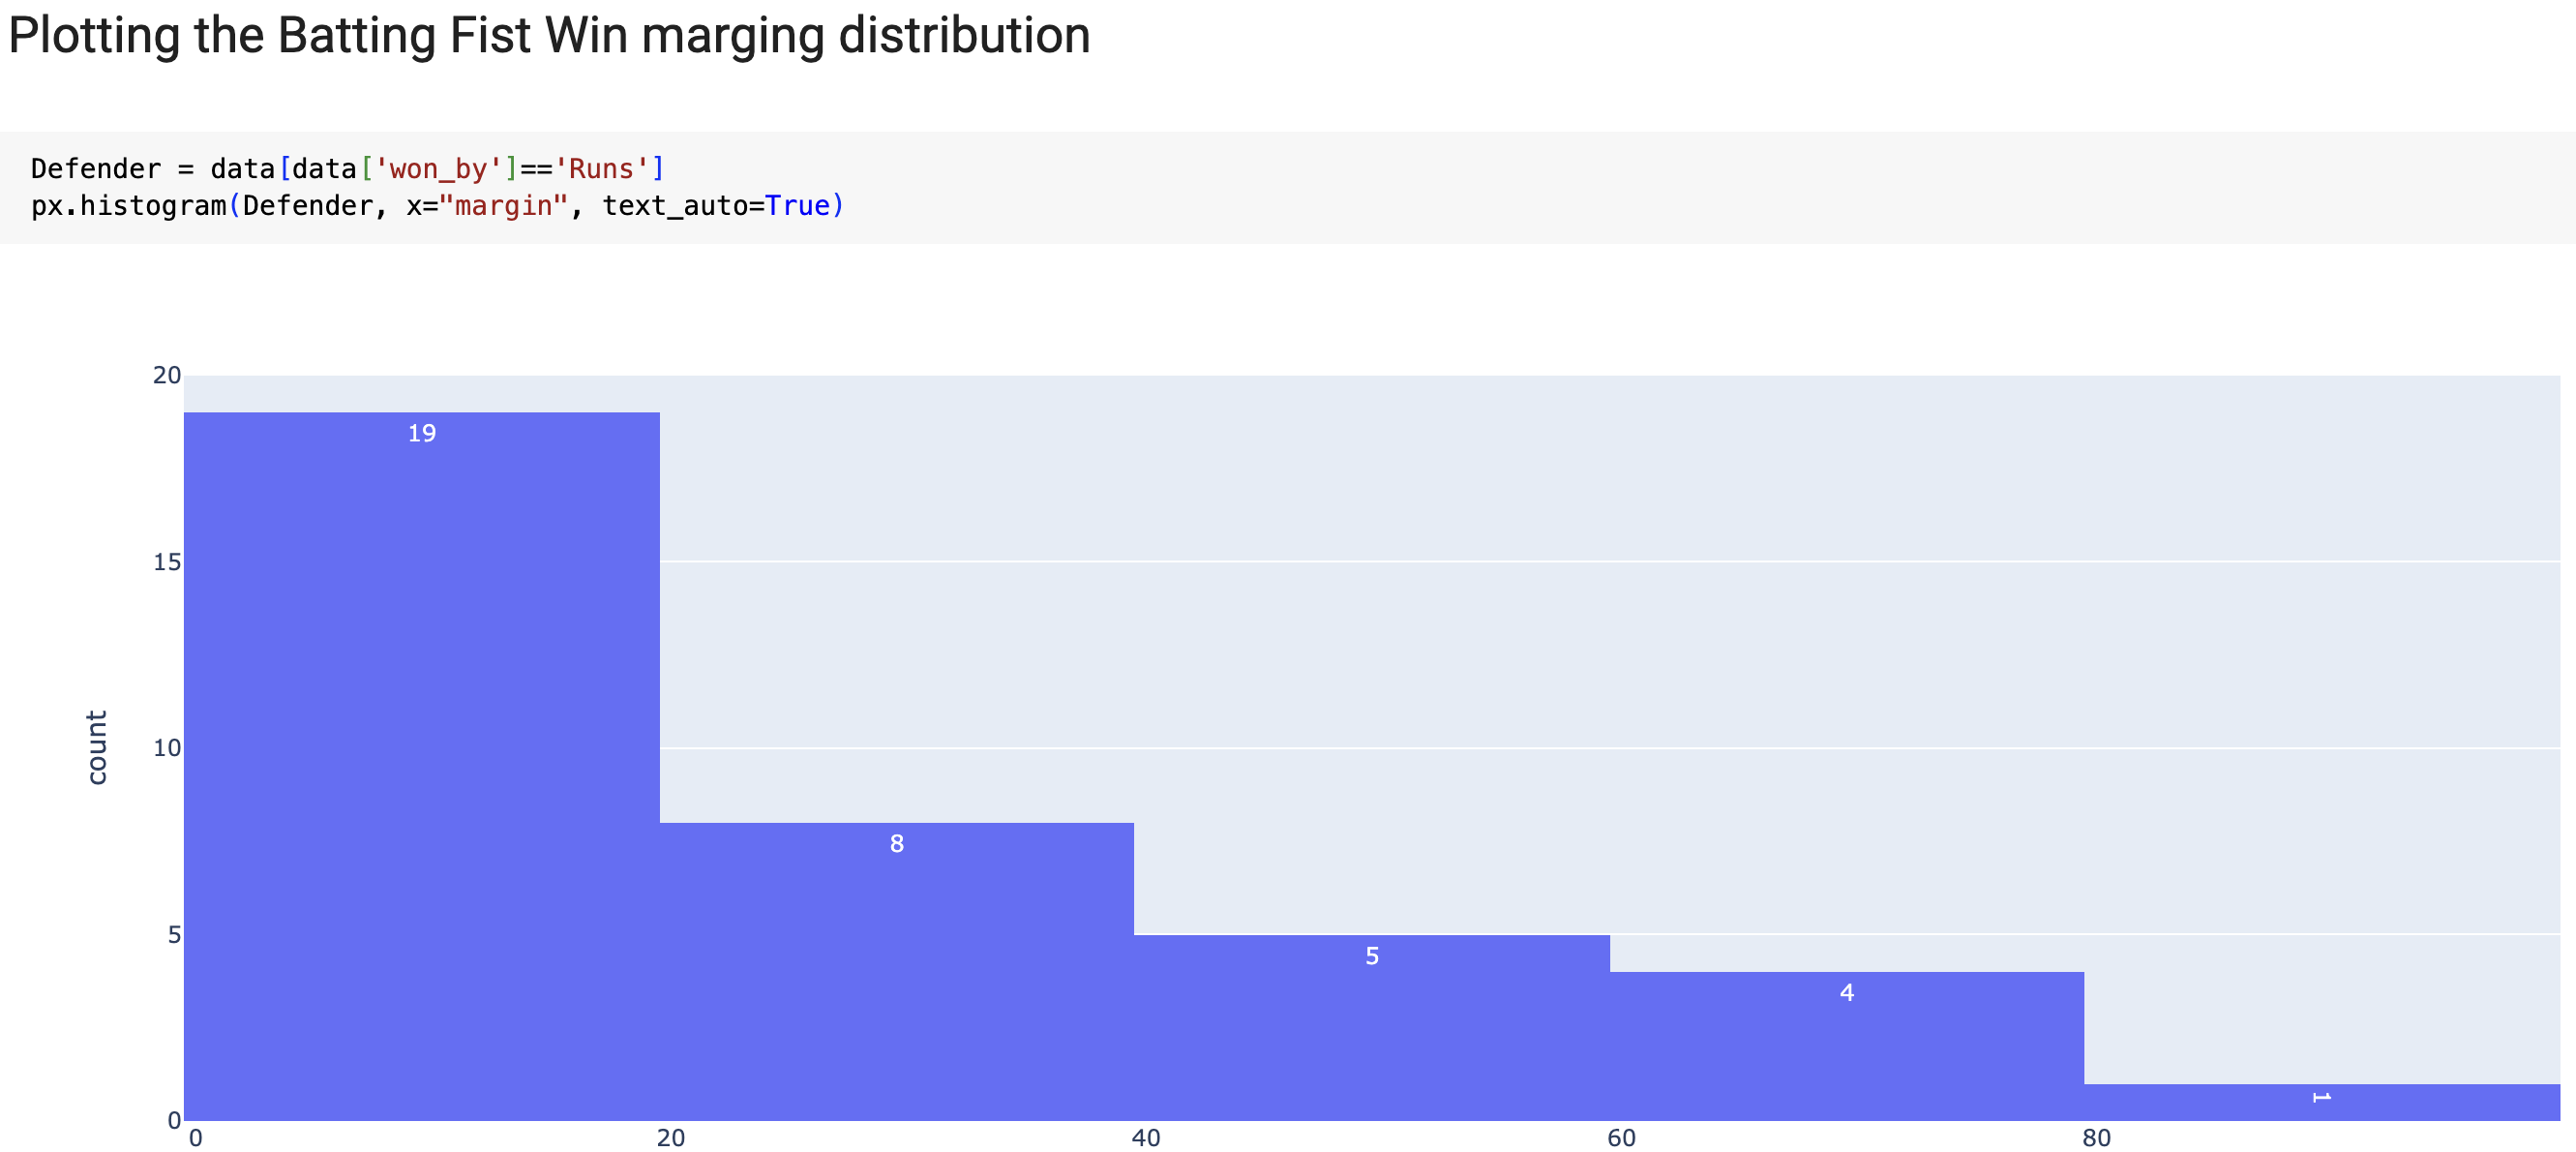 Plotting the Batting Fist Win marging distribution
Defender = data[data['won_by']=='Runs']
px.histogram(Defender, x="margin", text_auto=True)
20
19
15
10
count
8
5
5
4
1
0
0 20 40 60 80